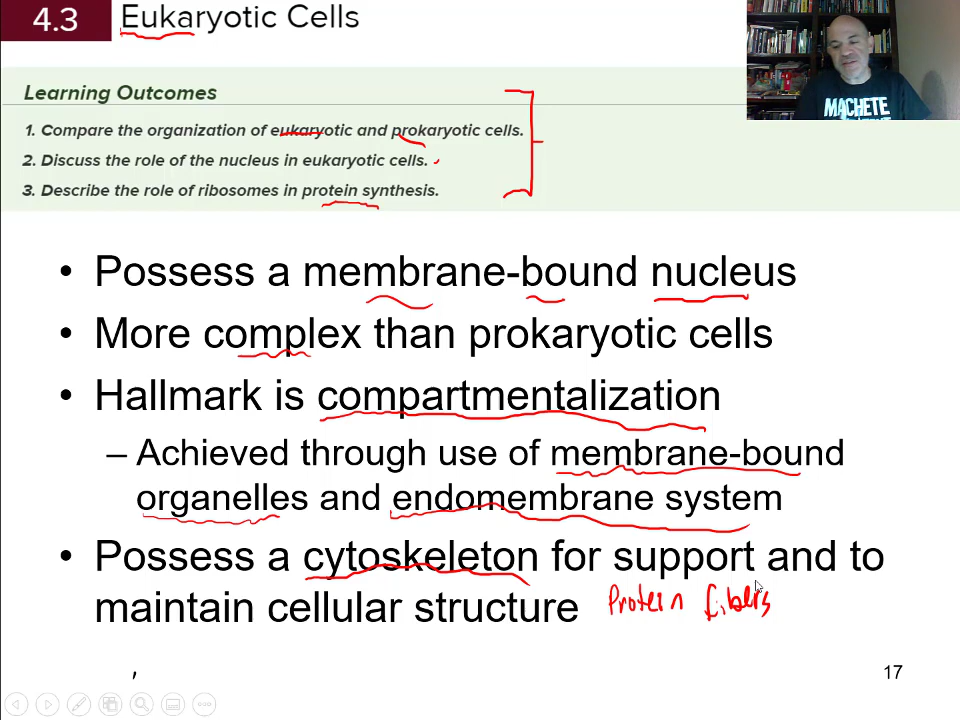 4.3 Eukaryotic Cells
MACHETE
Learning Outcomes
1. Compare the organization of eukaryotic and prokaryotic cells.
2. Discuss the role of the nucleus in eukaryotic cells.
3. Describe the role of ribosomes in protein synthesis.
• Possess a membrane-bound nucleus
• More complex than prokaryotic cells
• Hallmark is compartmentalization
– Achieved through use of membrane-bound
organelles and endomembrane system
• Possess a cytoskeleton for support and to
maintain cellular structure Protein fibers
17